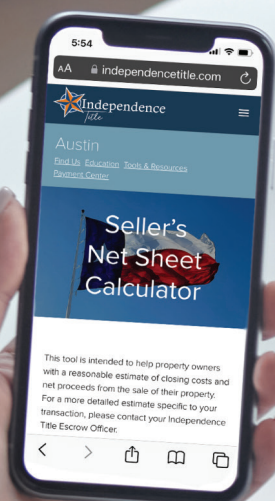 5:54
AA independencetitle.com
Independence
Title
Austin
Find Us Education Tools & Resources
Payment Center
Seller's
Net Sheet
Calculator
This tool is intended to help property owners
with a reasonable estimate of closing costs and
net proceeds from the sale of their property.
For a more detailed estimate specific to your
transaction, please contact your Independence
Title Escrow Officer.